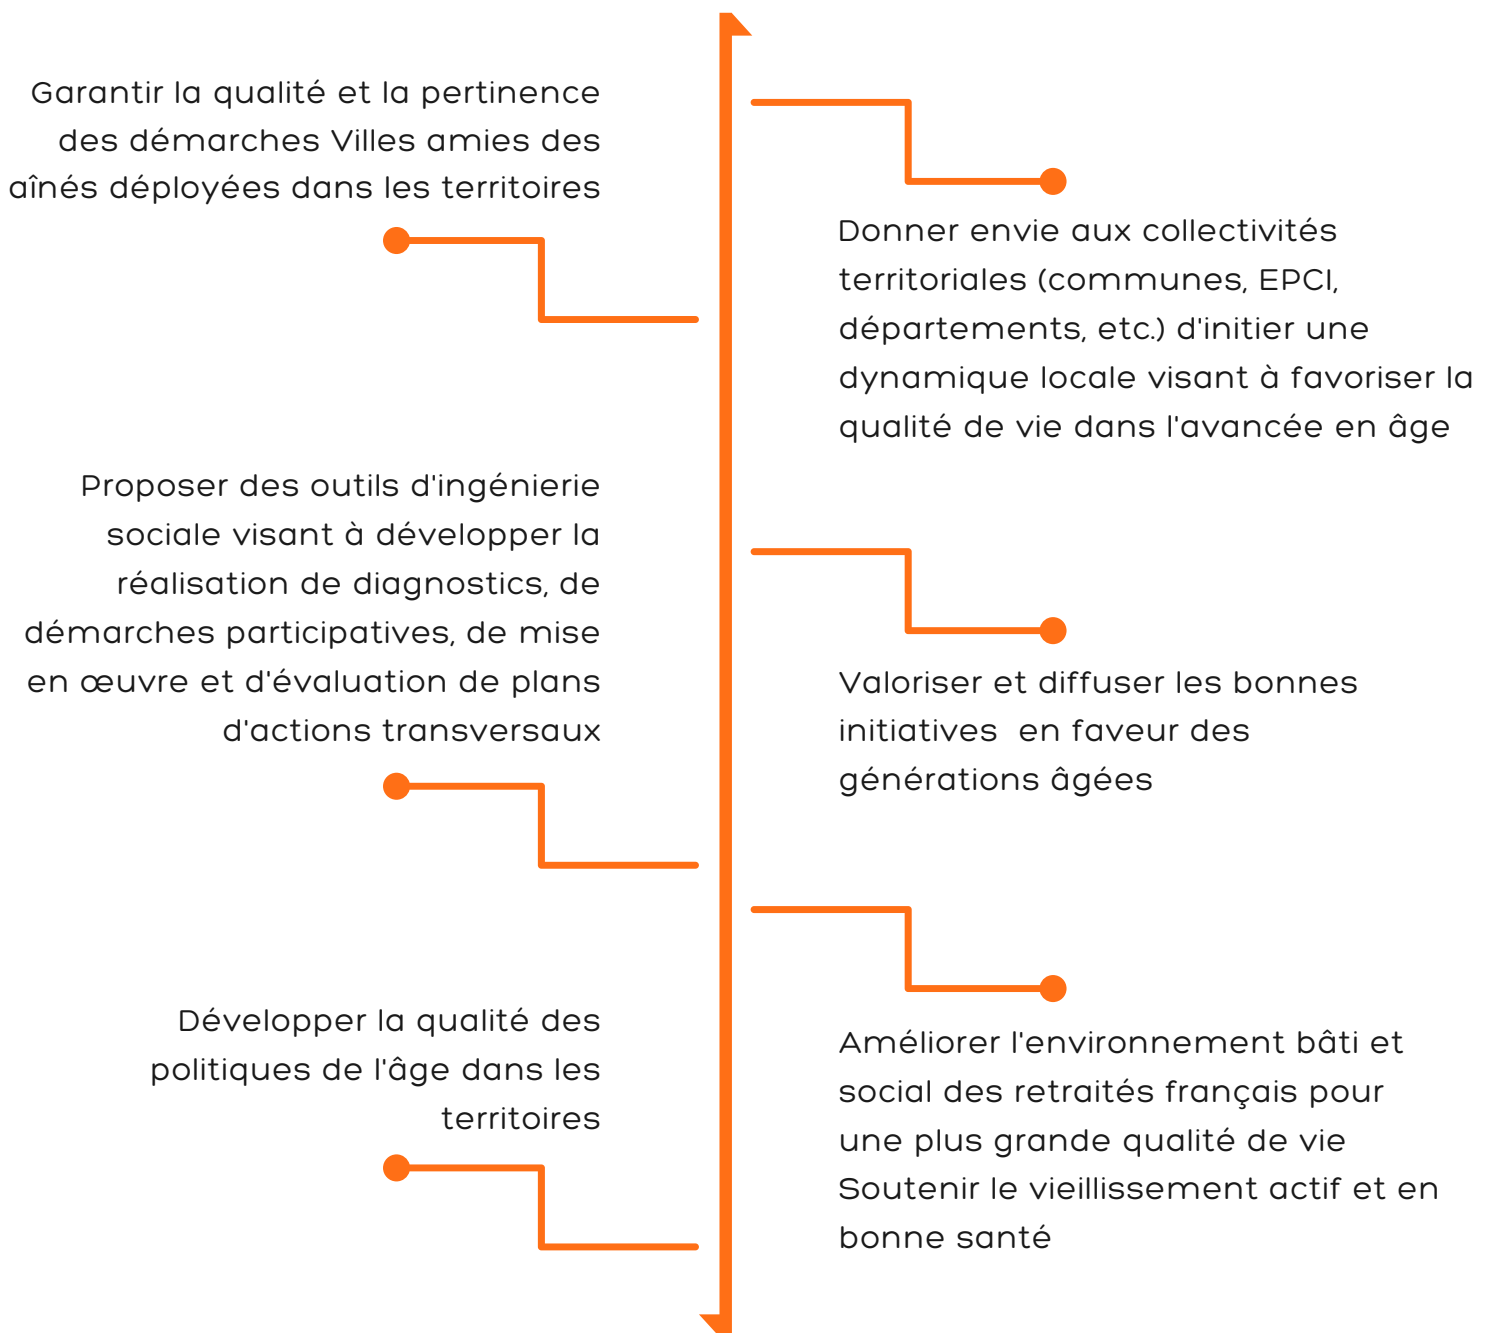 Garantir la qualité et la pertinence
des démarches Villes amies des
aînés déployées dans les territoires
Donner envie aux collectivités
territoriales (communes, EPCI,
départements, etc.) d'initier une
dynamique locale visant à favoriser la
qualité de vie dans l'avancée en âge
Proposer des outils d'ingénierie
sociale visant à développer la
réalisation de diagnostics, de
démarches participatives, de mise
en œuvre et d'évaluation de plans
d'actions transversaux
Valoriser et diffuser les bonnes
initiatives  en faveur des
générations âgées
Développer la qualité des
politiques de l'âge dans les
territoires
Améliorer l'environnement bâti et
social des retraités français pour
une plus grande qualité de vie
Soutenir le vieillissement actif et en
bonne santé